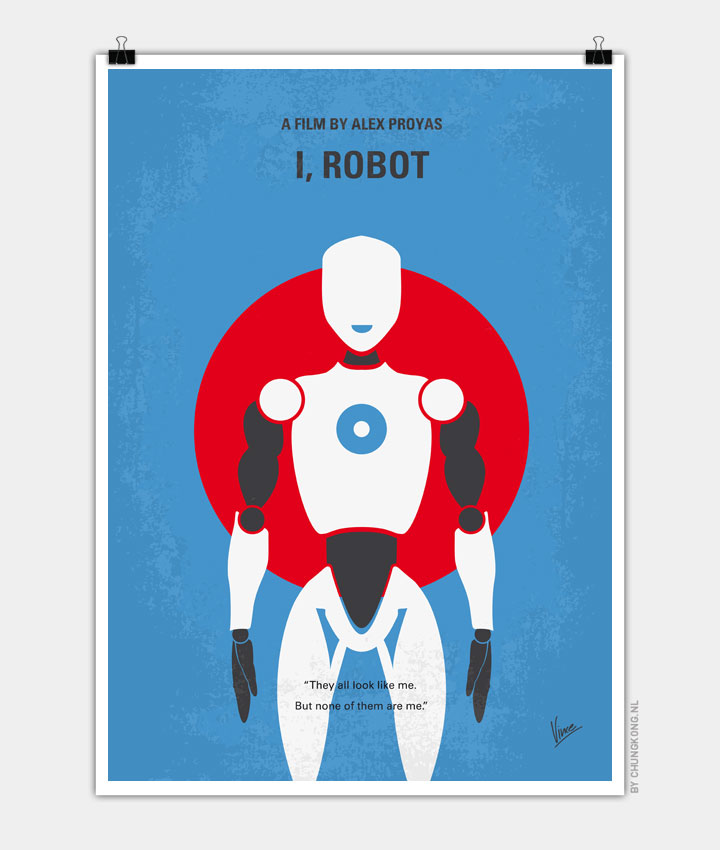 A FILM BY ALEX PROYAS
I, ROBOT
“They all look like me.
But none of them are me.”
Vince
BY CHUNGKONG.NL